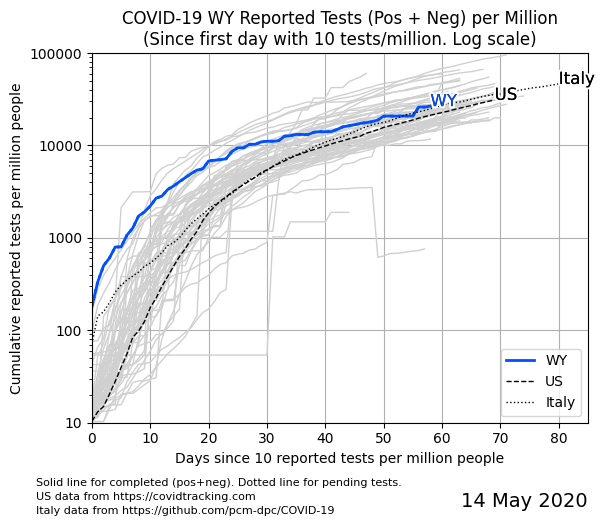 COVID-19 WY Reported Tests (Pos + Neg) per Million
(Since first day with 10 tests/million. Log scale)
Cumulative reported tests per million people
100000
10000
1000
100
10
WY
US
Italy
WY
US
Italy
0 10 20 30 40 50 60 70 80
Days since 10 reported tests per million people
Solid line for completed (pos+neg). Dotted line for pending tests.
US data from https://covidtracking.com
Italy data from https://github.com/pcm-dpc/COVID-19
14 May 2020